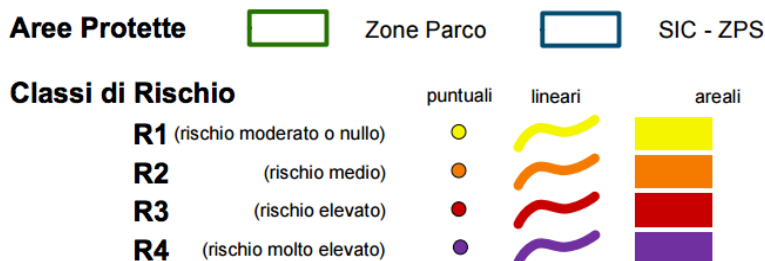 Aree Protette Zone Parco SIC - ZPS
Classi di Rischio puntuali lineari areali
R1 (rischio moderato o nullo)
R2 (rischio medio)
R3 (rischio elevato)
R4 (rischio molto elevato)